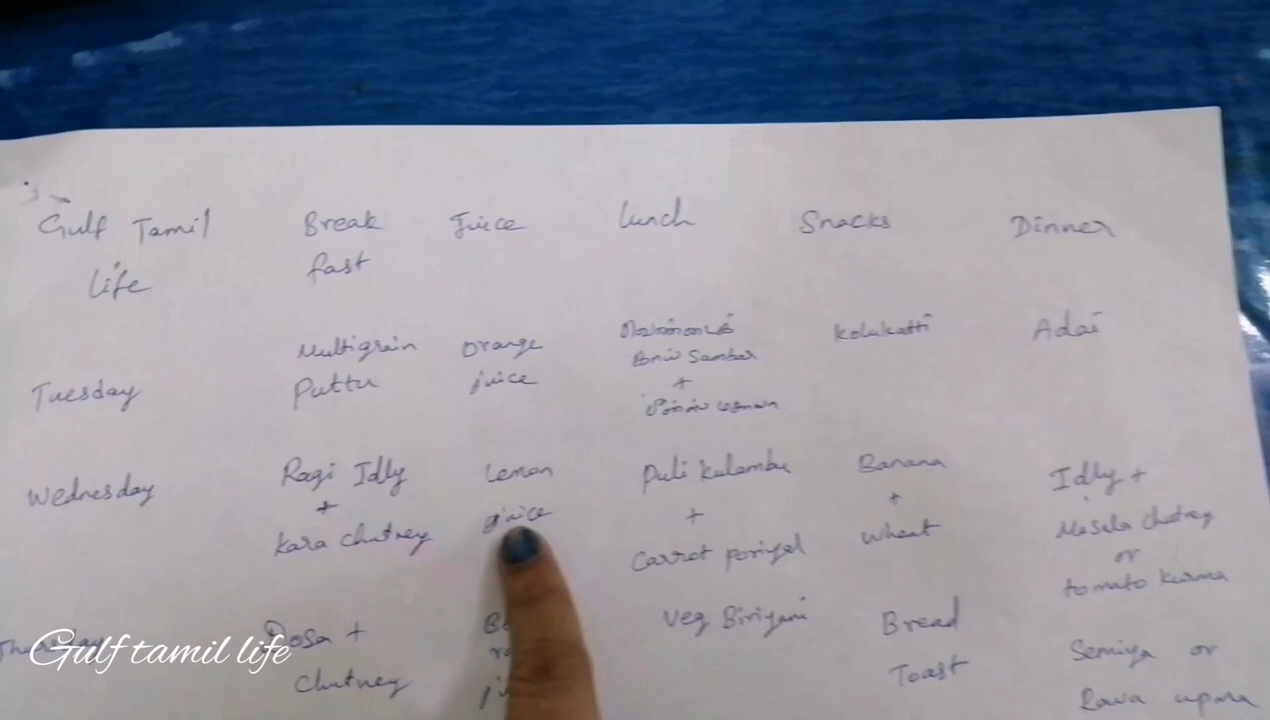 Gulf Tamil Break Juice Lunch Snacks Dinner
life fast
Multigrain Orange kolukatti Adai
Tuesday Puttu juice Sambar
+
Wednesday Ragi Idly Lemon Puli kulambu Banana Idly +
+ juice + + Masala chutney
Kara chutney Carrot poriyal wheat or
tomato kurma
Thursday Dosa + Veg Biriyani Bread Semiya or
chutney Toast Rava upma
Gulf tamil life